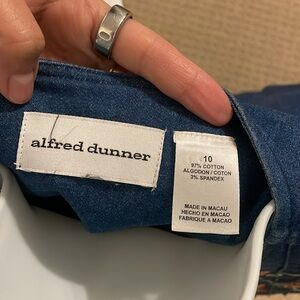 alfred dunner
10
97% COTTON
ALGODON / COTON
3% SPANDEX
MADE IN MACAU
HECHO EN MACAO
FABRIQUE A MACAO